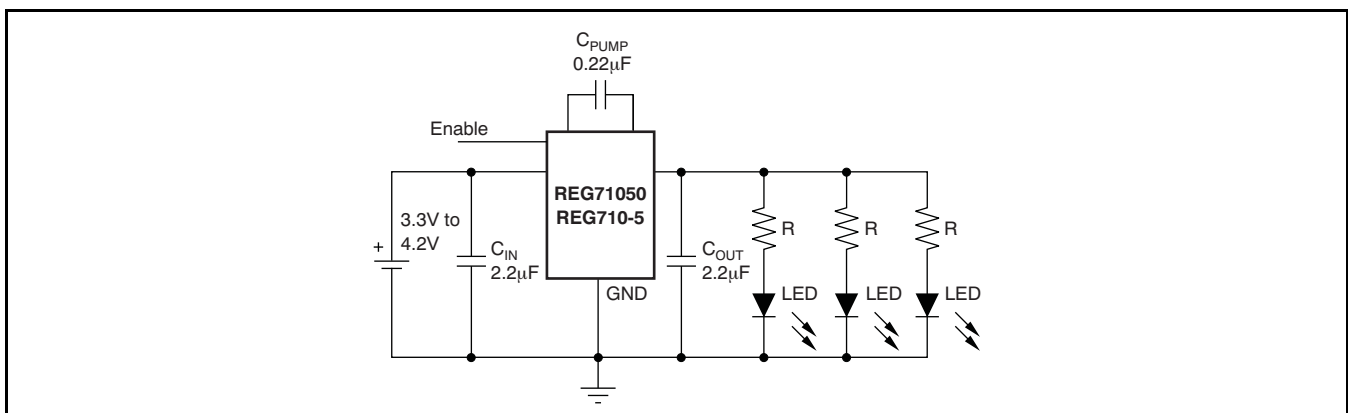 C_PUMP
0.22μF
Enable
REG71050
REG710-5
3.3V to
4.2V
+
C_IN
2.2μF
GND
C_OUT
2.2μF
R
R
R
LED
LED
LED